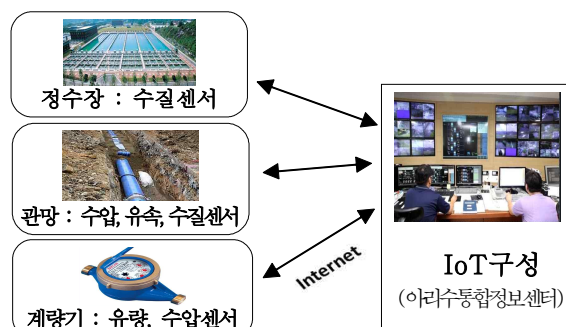 정수장 : 수질센서
관망 : 수압, 유속, 수질센서
계량기 : 유량, 수압센서
Internet
IoT구성
(아리수통합정보센터)